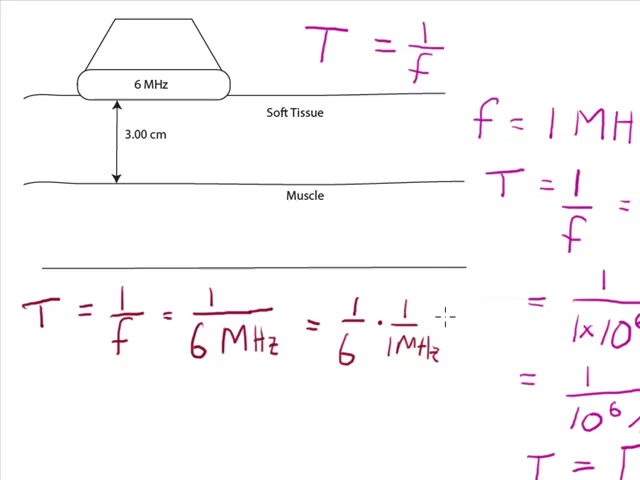 T = 1/f
6 MHz
Soft Tissue
3.00 cm
f = 1 MH
Muscle
T = 1/f =
T = 1/f = 1/6 MHz = 1/6 · 1/1MHz
= 1/1×10⁶
= 1/10⁶
T =